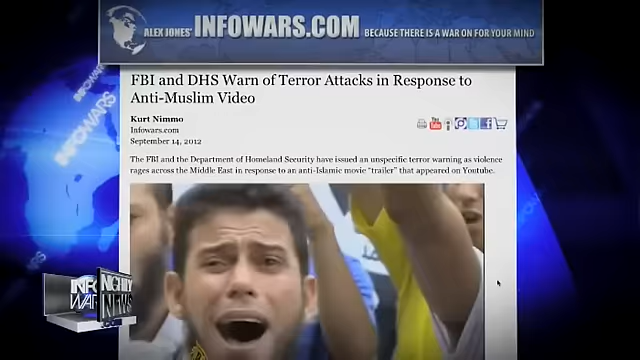 ALEX JONES' INFOWARS.COM BECAUSE THERE IS A WAR ON FOR YOUR MIND
FBI and DHS Warn of Terror Attacks in Response to
Anti-Muslim Video
Kurt Nimmo
Infowars.com
September 14, 2012
The FBI and the Department of Homeland Security have issued an unspecific terror warning as violence
rages across the Middle East in response to an anti-Islamic movie "trailer" that appeared on Youtube.
INFOWARS
INFO
WAR
NIGHTLY
NEWS
.COM